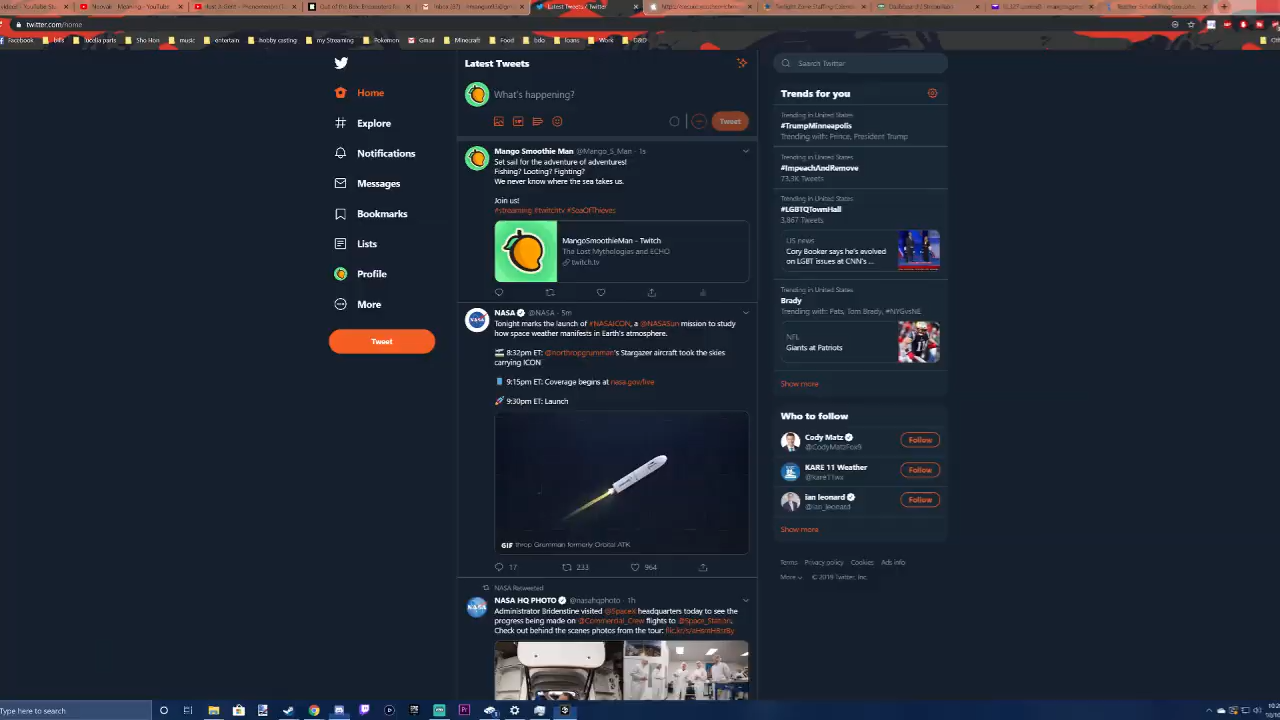 twitter.com/home
Facebook
bills
lucella parts
Sho Hon
music
entertain
hobby casting
my Streaming
Pokemon
Gmail
Minecraft
Food
bdo
loans
Work
D&D
Home
Explore
Notifications
Messages
Bookmarks
Lists
Profile
More
Tweet
Latest Tweets
What's happening?
Tweet
Mango Smoothie Man @Mango_S_Man · 1s
Set sail for the adventure of adventures!
Fishing? Looting? Fighting?
We never know where the sea takes us.
Join us!
#streaming #twitchtv #SeaOfThieves
MangoSmoothieMan - Twitch
The Lost Mythologies and ECHO
twitch.tv
NASA @NASA · 5m
Tonight marks the launch of #NASAICON, a @NASASun mission to study
how space weather manifests in Earth's atmosphere.
8:32pm ET: @northropgrumman's Stargazer aircraft took the skies
carrying ICON
9:15pm ET: Coverage begins at nasa.gov/live
9:30pm ET: Launch
GIF throp Grumman formerly Orbital ATK
17 233 964
NASA Retweeted
NASA HQ PHOTO @nasahqphoto · 1h
Administrator Bridenstine visited @SpaceX headquarters today to see the
progress being made on @Commercial_Crew flights to @Space_Station.
Check out behind the scenes photos from the tour:
Search Twitter
Trends for you
Trending in United States
#TrumpMinneapolis
Trending with: Prince, President Trump
Trending in United States
#ImpeachAndRemove
73.3K Tweets
Trending in United States
#LGBTQTownHall
3,867 Tweets
US news
Cory Booker says he's evolved
on LGBT issues at CNN's ...
Trending in United States
Brady
Trending with: Pats, Tom Brady, #NYGvsNE
NFL
Giants at Patriots
Show more
Who to follow
Cody Matz
@CodyMatzFox9
Follow
KARE 11 Weather
@kare11wx
Follow
ian leonard
@ian_leonard
Follow
Show more
Terms Privacy policy Cookies Ads info
More © 2019 Twitter, Inc.
Type here to search